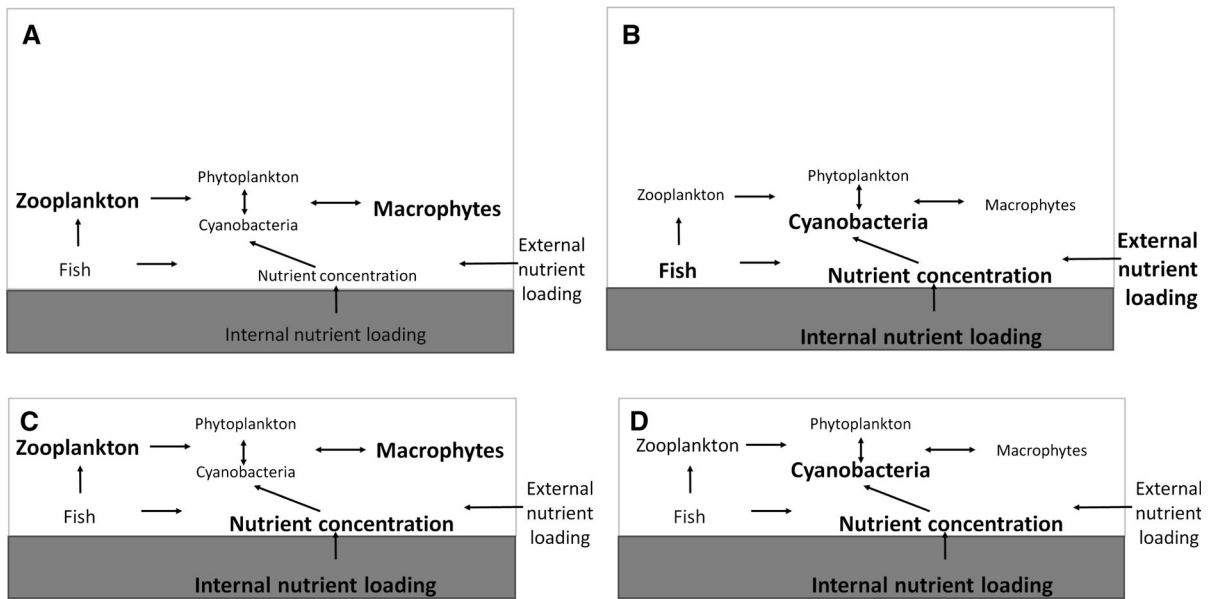 A
Phytoplankton
Zooplankton
Macrophytes
Cyanobacteria
External
nutrient
loading
Fish
Nutrient concentration
Internal nutrient loading
B
Phytoplankton
Zooplankton
Macrophytes
Cyanobacteria
External
nutrient
loading
Fish
Nutrient concentration
Internal nutrient loading
C
Phytoplankton
Zooplankton
Macrophytes
Cyanobacteria
External
nutrient
loading
Fish
Nutrient concentration
Internal nutrient loading
D
Phytoplankton
Zooplankton
Macrophytes
Cyanobacteria
External
nutrient
loading
Fish
Nutrient concentration
Internal nutrient loading